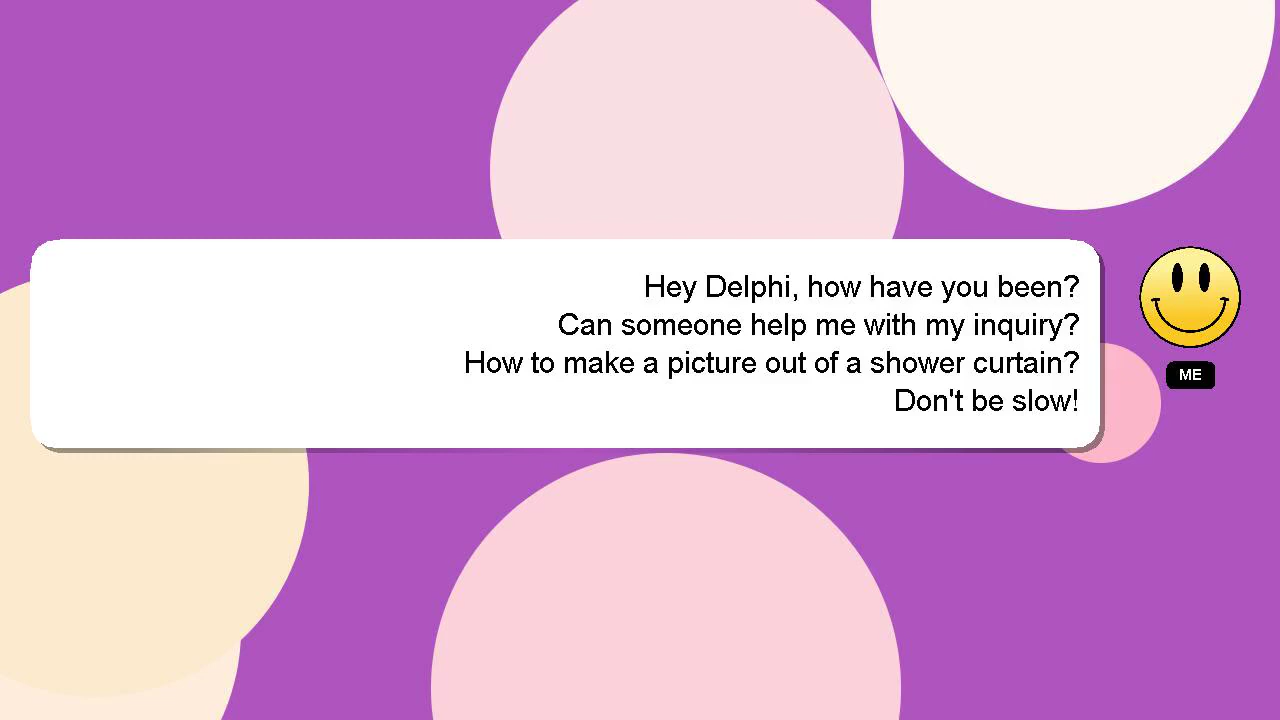 Hey Delphi, how have you been?
Can someone help me with my inquiry?
How to make a picture out of a shower curtain?
Don't be slow!
ME